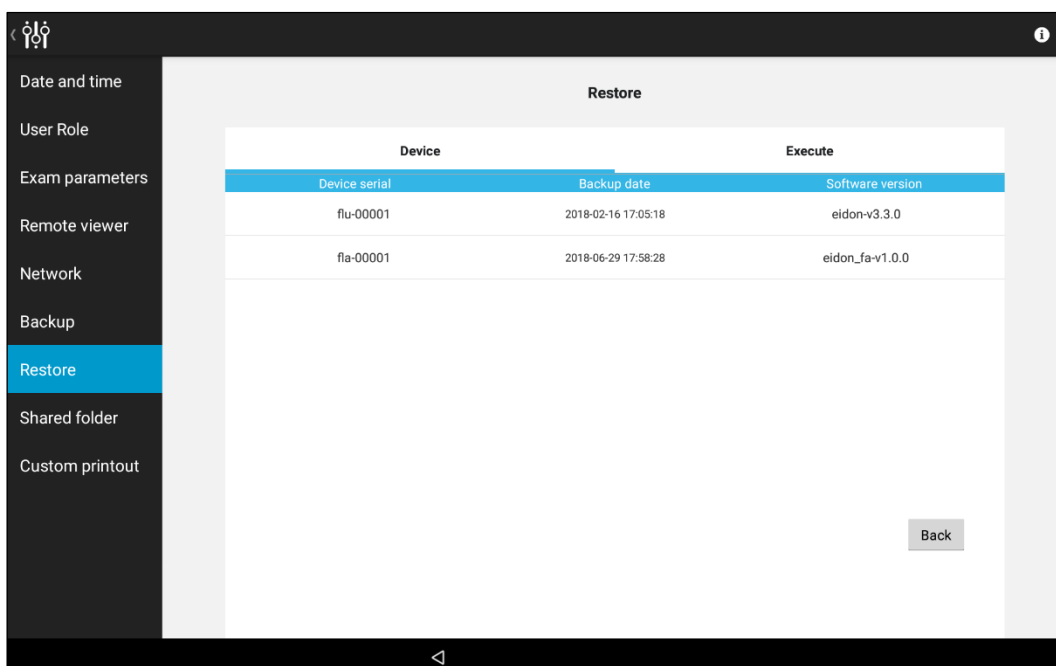 Date and time
User Role
Exam parameters
Remote viewer
Network
Backup
Restore
Shared folder
Custom printout
Restore
Device Execute
Device serial Backup date Software version
flu-00001 2018-02-16 17:05:18 eidon-v3.3.0
fla-00001 2018-06-29 17:58:28 eidon_fa-v1.0.0
Back